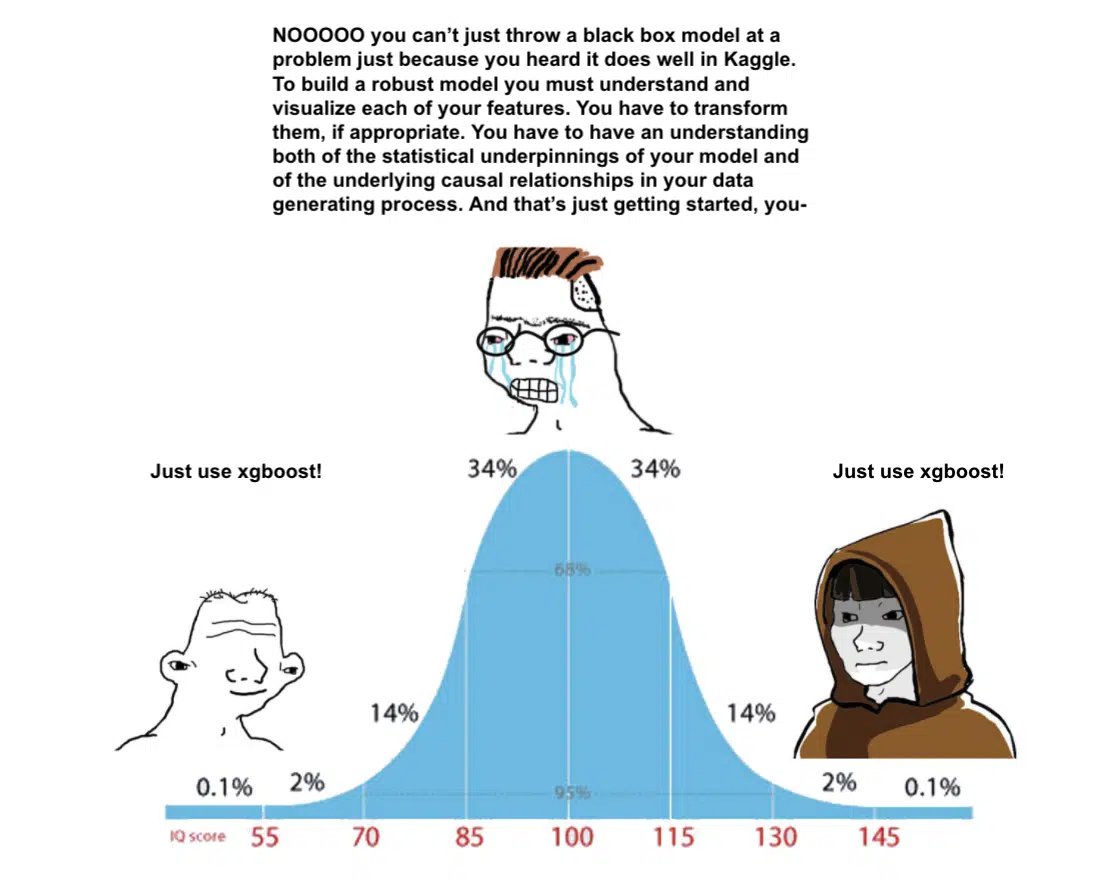 NOOOOO you can’t just throw a black box model at a
problem just because you heard it does well in Kaggle.
To build a robust model you must understand and
visualize each of your features. You have to transform
them, if appropriate. You have to have an understanding
both of the statistical underpinnings of your model and
of the underlying causal relationships in your data
generating process. And that’s just getting started, you-
Just use xgboost!
34%
34%
Just use xgboost!
68%
14%
14%
0.1%
2%
95%
2%
0.1%
IQ score 55 70 85 100 115 130 145